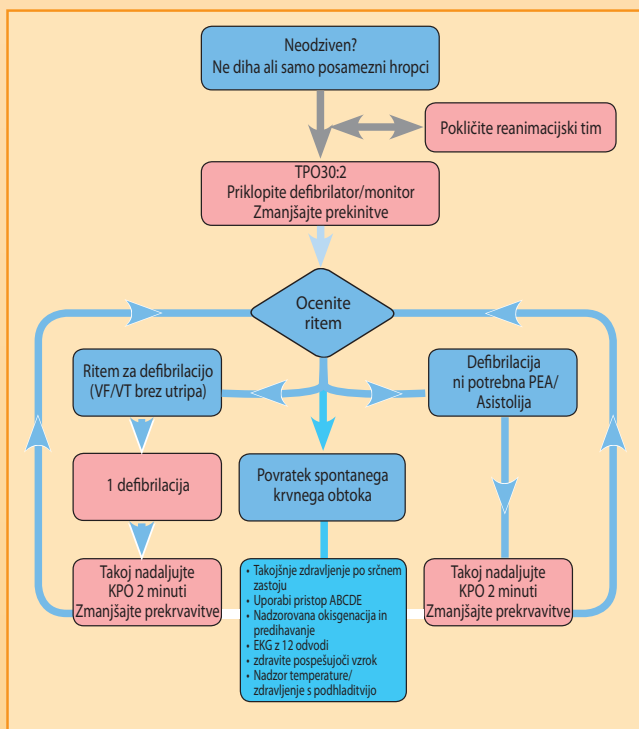 Neodziven?
Ne diha ali samo posamezni hropci
Pokličite reanimacijski tim
TPO30:2
Priklopite defibrilator/monitor
Zmanjšajte prekinitve
Ocenite
ritem
Ritem za defibrilacijo
(VF/VT brez utripa)
Defibrilacija
ni potrebna PEA/
Asistolija
1 defibrilacija
Povratek spontanega
krvnega obtoka
Takoj nadaljujte
KPO 2 minuti
Zmanjšajte prekrvavitve
• Takojšnje zdravljenje po srčnem
zastoju
• Uporabi pristop ABCDE
• Nadzorovana okisgenacija in
predihavanje
• EKG z 12 odvodi
• zdravite pospešujoči vzrok
• Nadzor temperature/
zdravljenje s podhladitvijo
Takoj nadaljujte
KPO 2 minuti
Zmanjšajte prekrvavitve